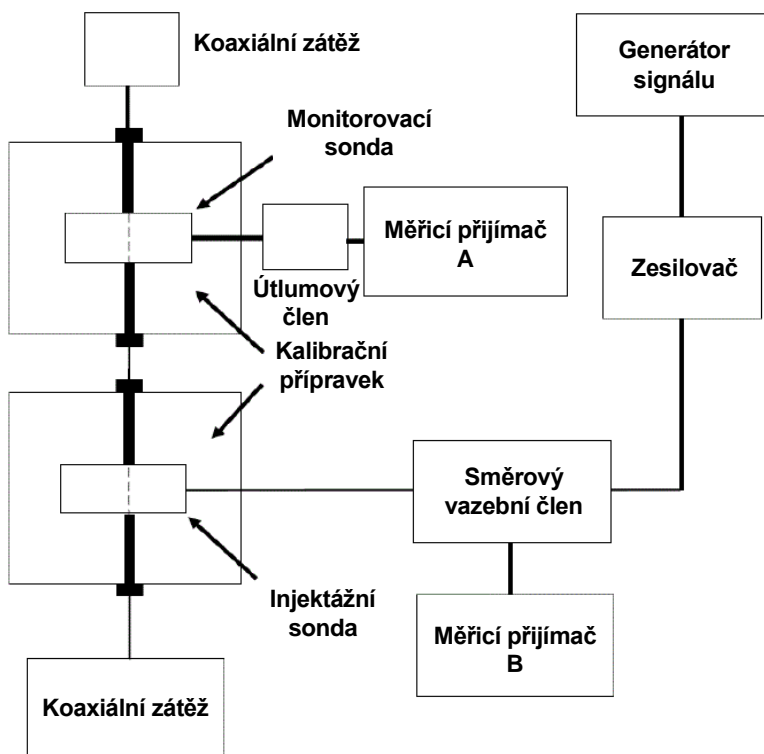 Koaxiální zátěž
Generátor
signálu
Monitorovací
sonda
Měřicí přijímač
A
Zesilovač
Útlumový
člen
Kalibrační
přípravek
Směrový
vazební člen
Injektážní
sonda
Měřicí přijímač
B
Koaxiální zátěž